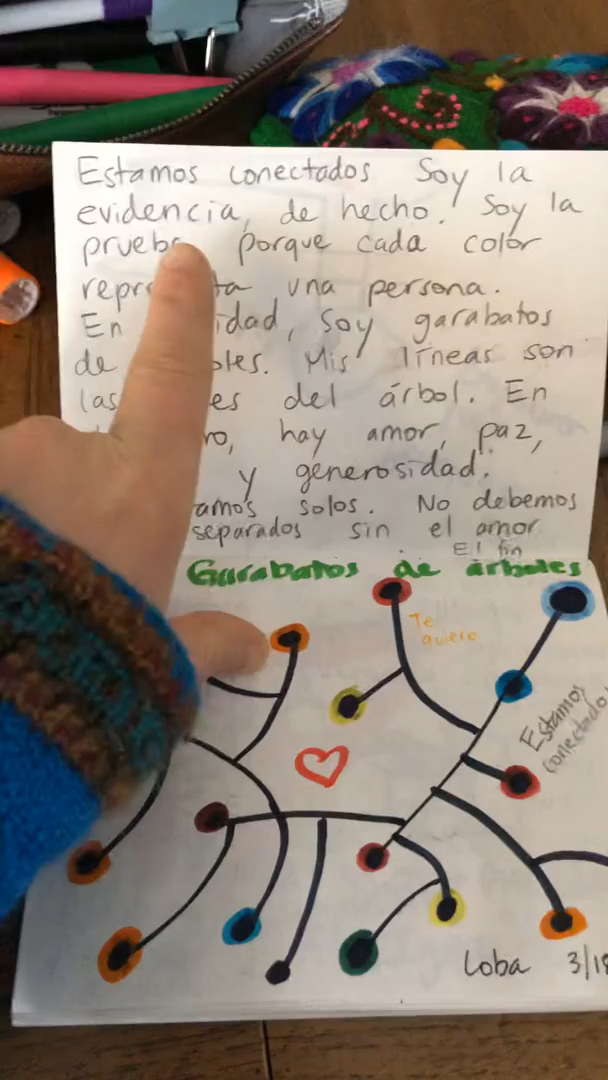 Estamos conectados Soy la
evidencia, de hecho. Soy la
porque cada color
una persona.
En soy garabatos
de Mis líneas son
las del árbol. En
hay amor, paz,
y generosidad.
solos. No debemos
separados sin el amor
El fin
Garabatos de árboles
Te
quiero
Estamos
conectados
Loba 3/18